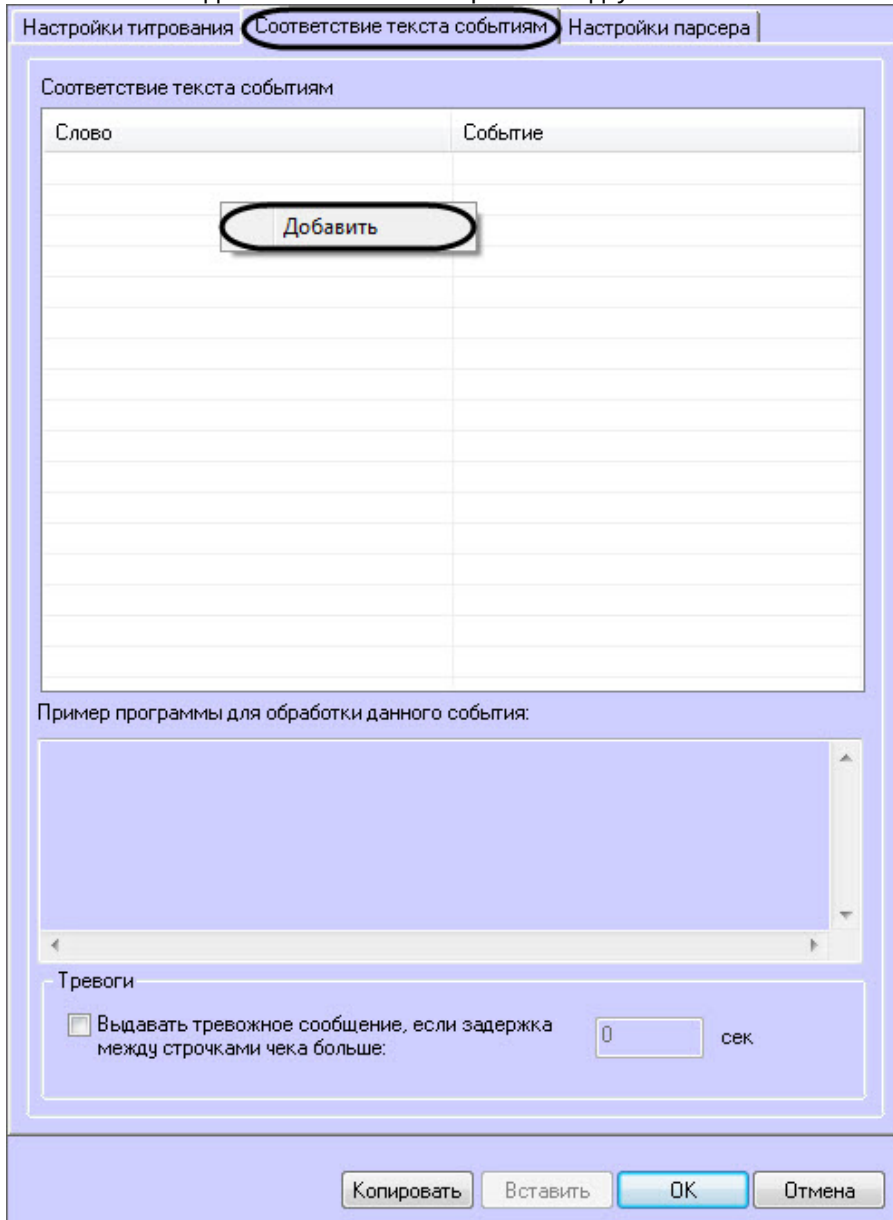 Настройки титрования Соответствие текста событиям Настройки парсера
Соответствие текста событиям
Слово Событие
Добавить
Пример программы для обработки данного события:
Тревоги
Выдавать тревожное сообщение, если задержка
между строчками чека больше:
0 сек
Копировать Вставить ОК Отмена